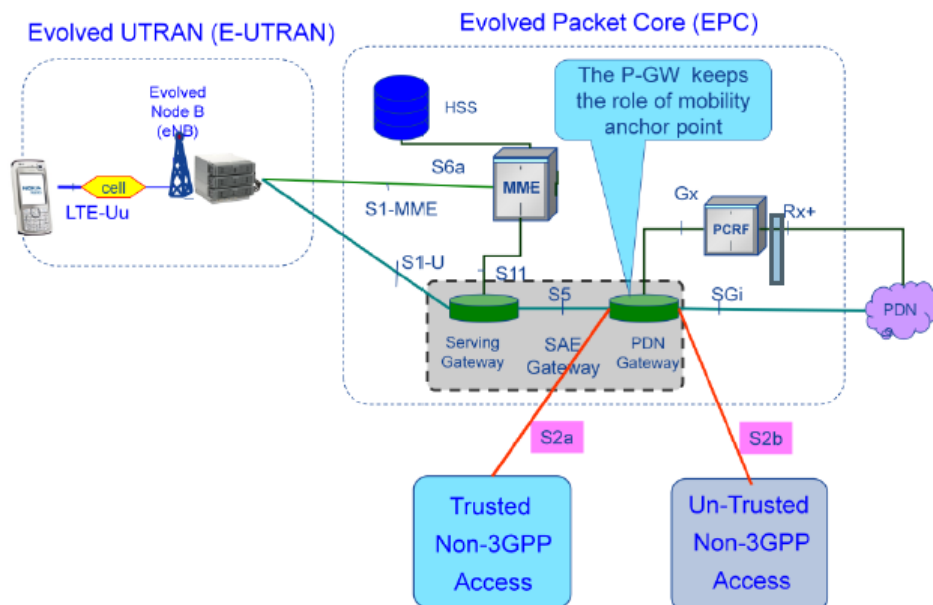 Evolved UTRAN (E-UTRAN)
Evolved Packet Core (EPC)
The P-GW keeps
the role of mobility
anchor point
Evolved
Node B
(eNB)
HSS
cell
LTE-Uu
S6a
MME
S1-MME
Gx
PCRF
Rx+
S1-U
S11
S5
SGi
PDN
Serving
Gateway
SAE
Gateway
PDN
Gateway
S2a
S2b
Trusted
Non-3GPP
Access
Un-Trusted
Non-3GPP
Access